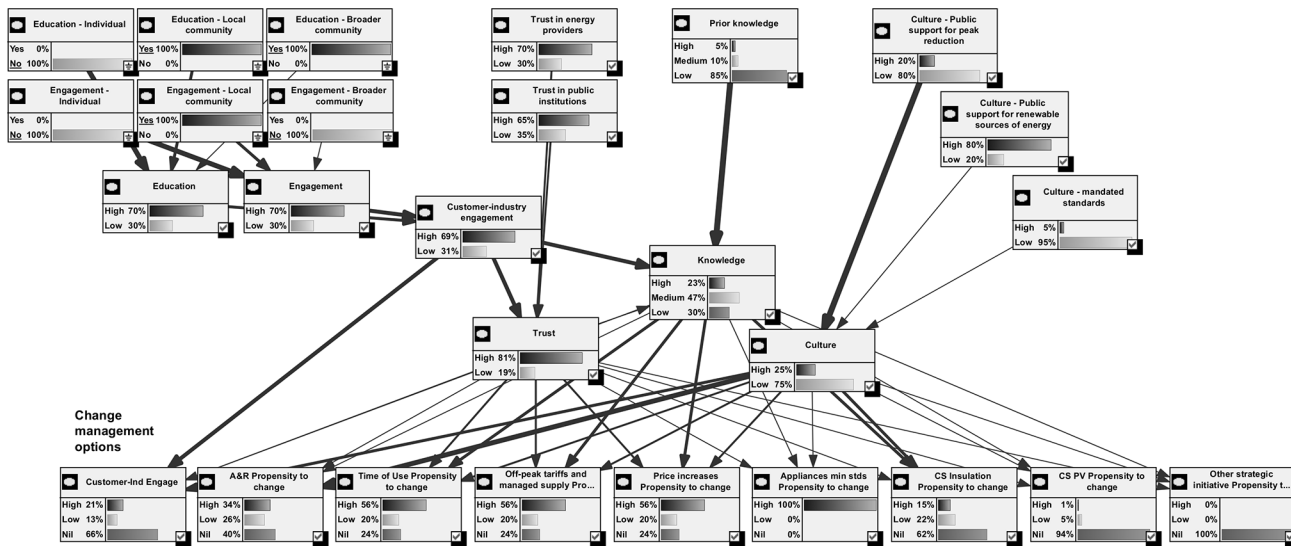 Education - Individual
Yes 0%
No 100%
Education - Local
community
Yes 100%
No 0%
Education - Broader
community
Yes 100%
No 0%
Trust in energy
providers
High 70%
Low 30%
Prior knowledge
High 5%
Medium 10%
Low 85%
Culture - Public
support for peak
reduction
High 20%
Low 80%
Engagement -
Individual
Yes 0%
No 100%
Engagement - Local
community
Yes 100%
No 0%
Engagement - Broader
community
Yes 0%
No 100%
Trust in public
institutions
High 65%
Low 35%
Culture - Public
support for renewable
sources of energy
High 80%
Low 20%
Education
High 70%
Low 30%
Engagement
High 70%
Low 30%
Culture - mandated
standards
High 5%
Low 95%
Customer-industry
engagement
High 69%
Low 31%
Knowledge
High 23%
Medium 47%
Low 30%
Trust
High 81%
Low 19%
Culture
High 25%
Low 75%
Change
management
options
Customer-Ind Engage
High 21%
Low 13%
Nil 66%
A&R Propensity to
change
High 34%
Low 26%
Nil 40%
Time of Use Propensity
to change
High 56%
Low 20%
Nil 24%
Off-peak tariffs and
managed supply Pro...
High 56%
Low 20%
Nil 24%
Price increases
Propensity to change
High 56%
Low 20%
Nil 24%
Appliances min stds
Propensity to change
High 100%
Low 0%
Nil 0%
CS Insulation
Propensity to change
High 15%
Low 22%
Nil 62%
CS PV Propensity to
change
High 1%
Low 5%
Nil 94%
Other strategic
initiative Propensity t...
High 0%
Low 0%
Nil 100%